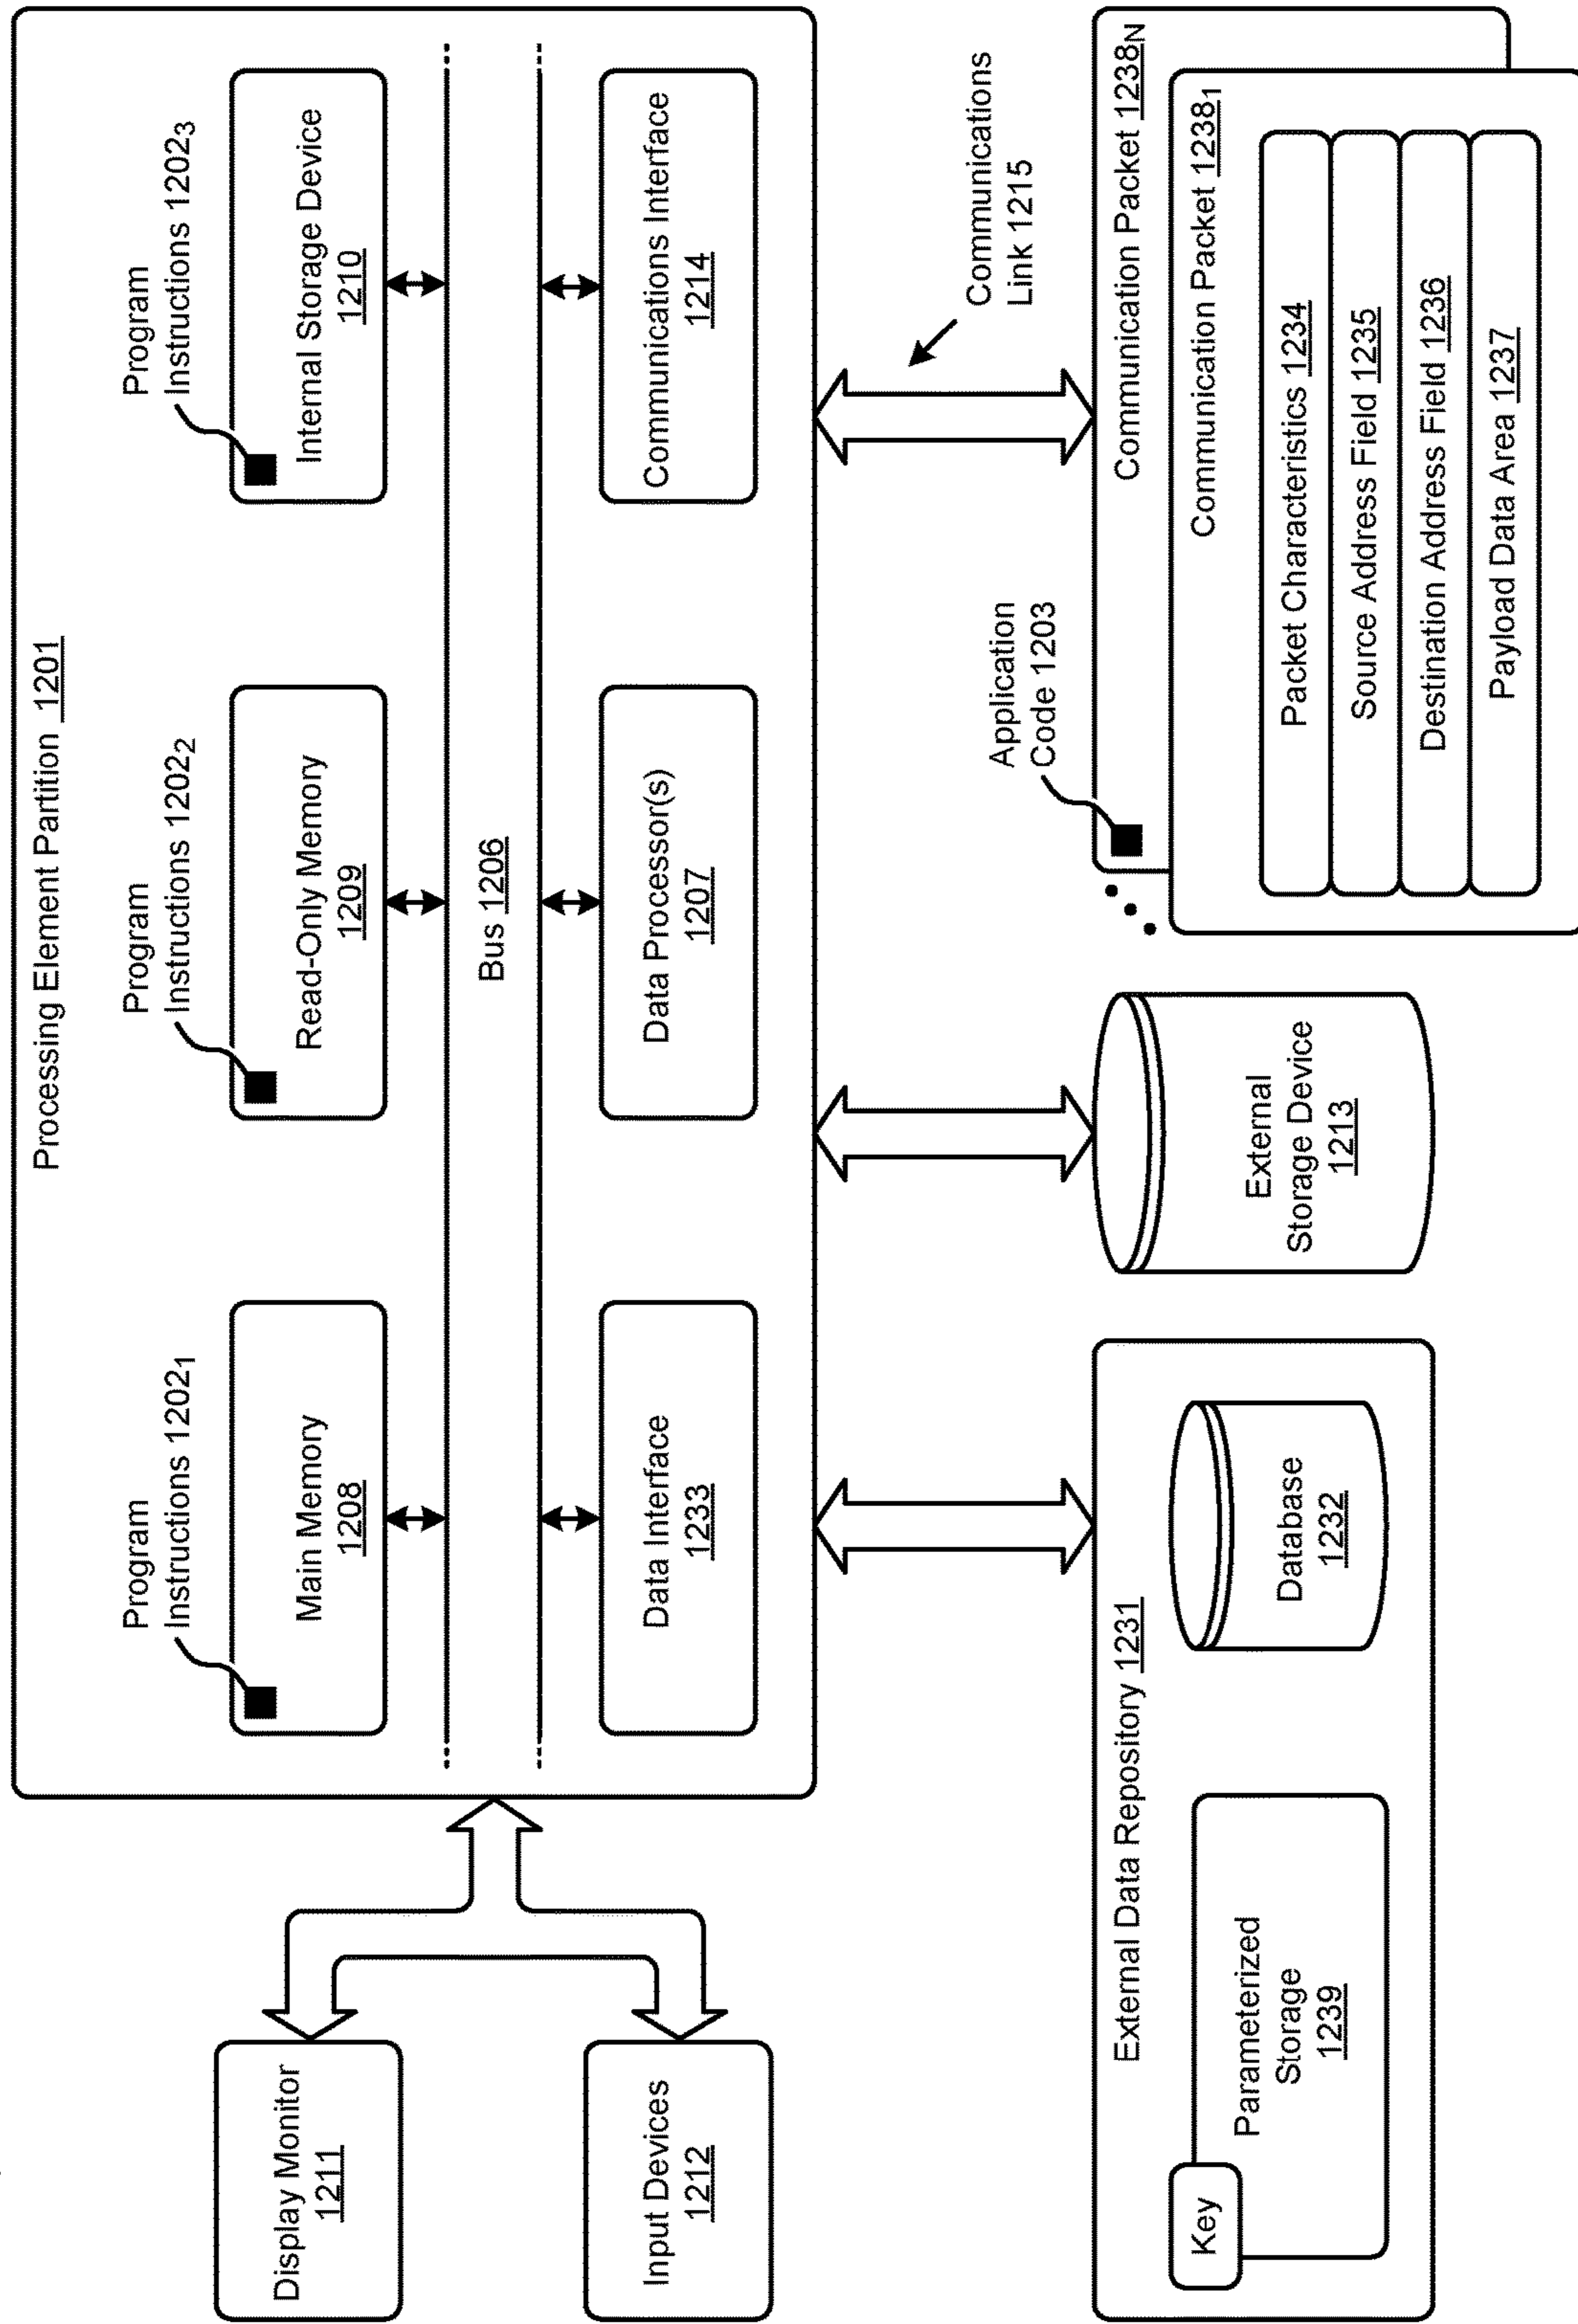 Processing Element Partition 1201
Program
Instructions 1202₁
Program
Instructions 1202₂
Program
Instructions 1202₃
Main Memory
1208
Read-Only Memory
1209
Internal Storage Device
1210
Bus 1206
Data Interface
1233
Data Processor(s)
1207
Communications Interface
1214
Display Monitor
1211
Input Devices
1212
Communications
Link 1215
External Data Repository 1231
Key
Parameterized
Storage
1239
Database
1232
External
Storage Device
1213
Application
Code 1203
Communication Packet 1238N
Communication Packet 1238₁
Packet Characteristics 1234
Source Address Field 1235
Destination Address Field 1236
Payload Data Area 1237